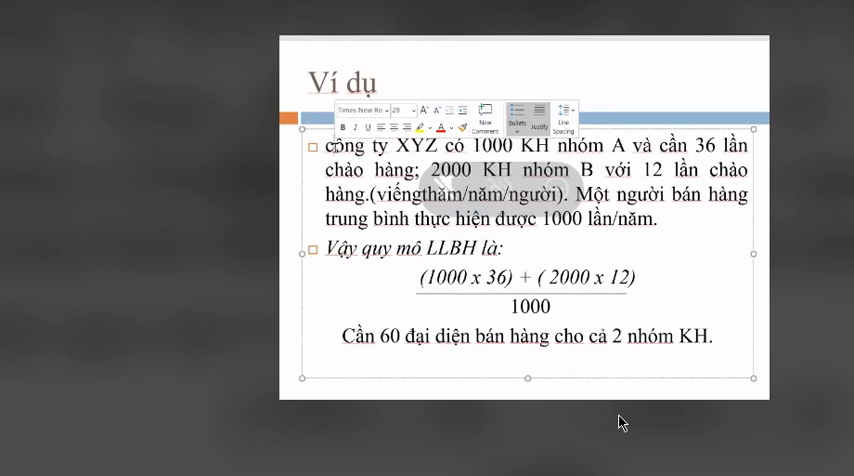 Ví dụ
Times New Ro 29
New
Comment
Bullets
Justify
Line
Spacing
B I U
công ty XYZ có 1000 KH nhóm A và cần 36 lần
chào hàng; 2000 KH nhóm B với 12 lần chào
hàng.(viếngthăm/năm/người). Một người bán hàng
trung bình thực hiện được 1000 lần/năm.
Vậy quy mô LLBH là:
(1000 x 36) + ( 2000 x 12)
1000
Cần 60 đại diện bán hàng cho cả 2 nhóm KH.